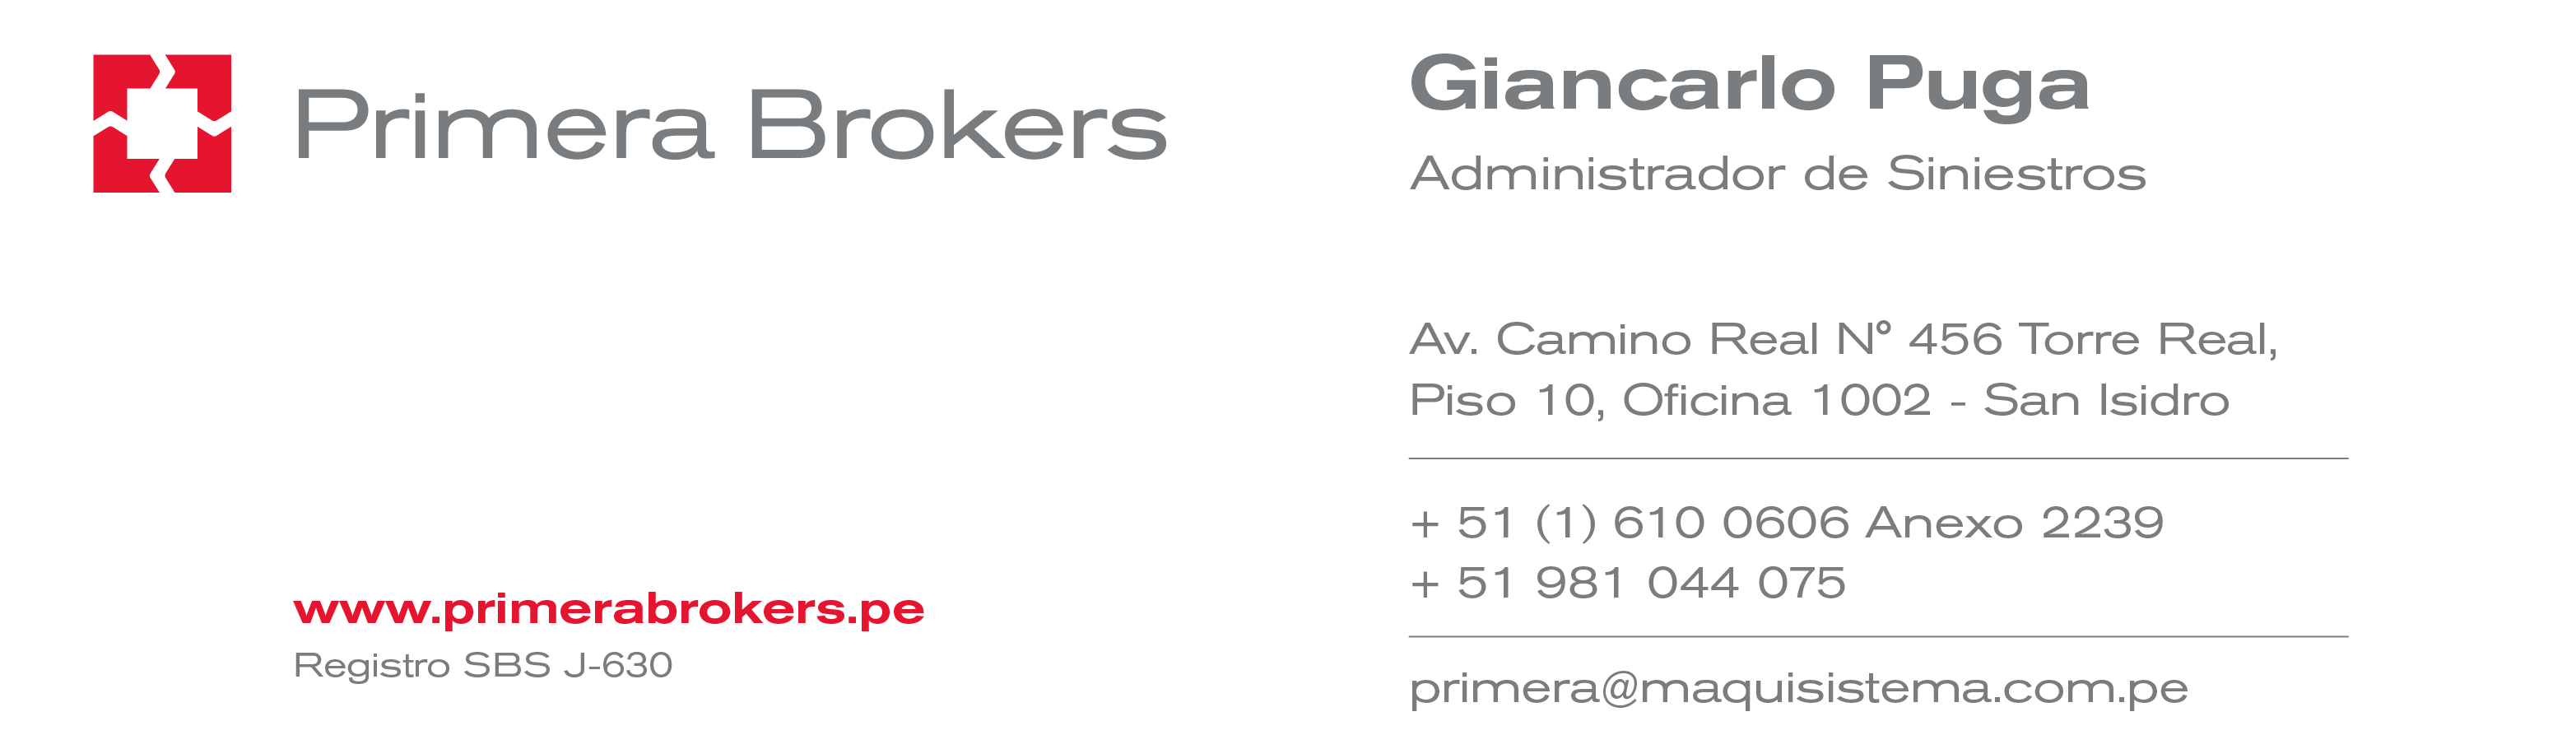 Primera Brokers
www.primerabrokers.pe
Registro SBS J-630
Giancarlo Puga
Administrador de Siniestros
Av. Camino Real N° 456 Torre Real,
Piso 10, Oficina 1002 - San Isidro
+ 51 (1) 610 0606 Anexo 2239
+ 51 981 044 075
primera@maquisistema.com.pe